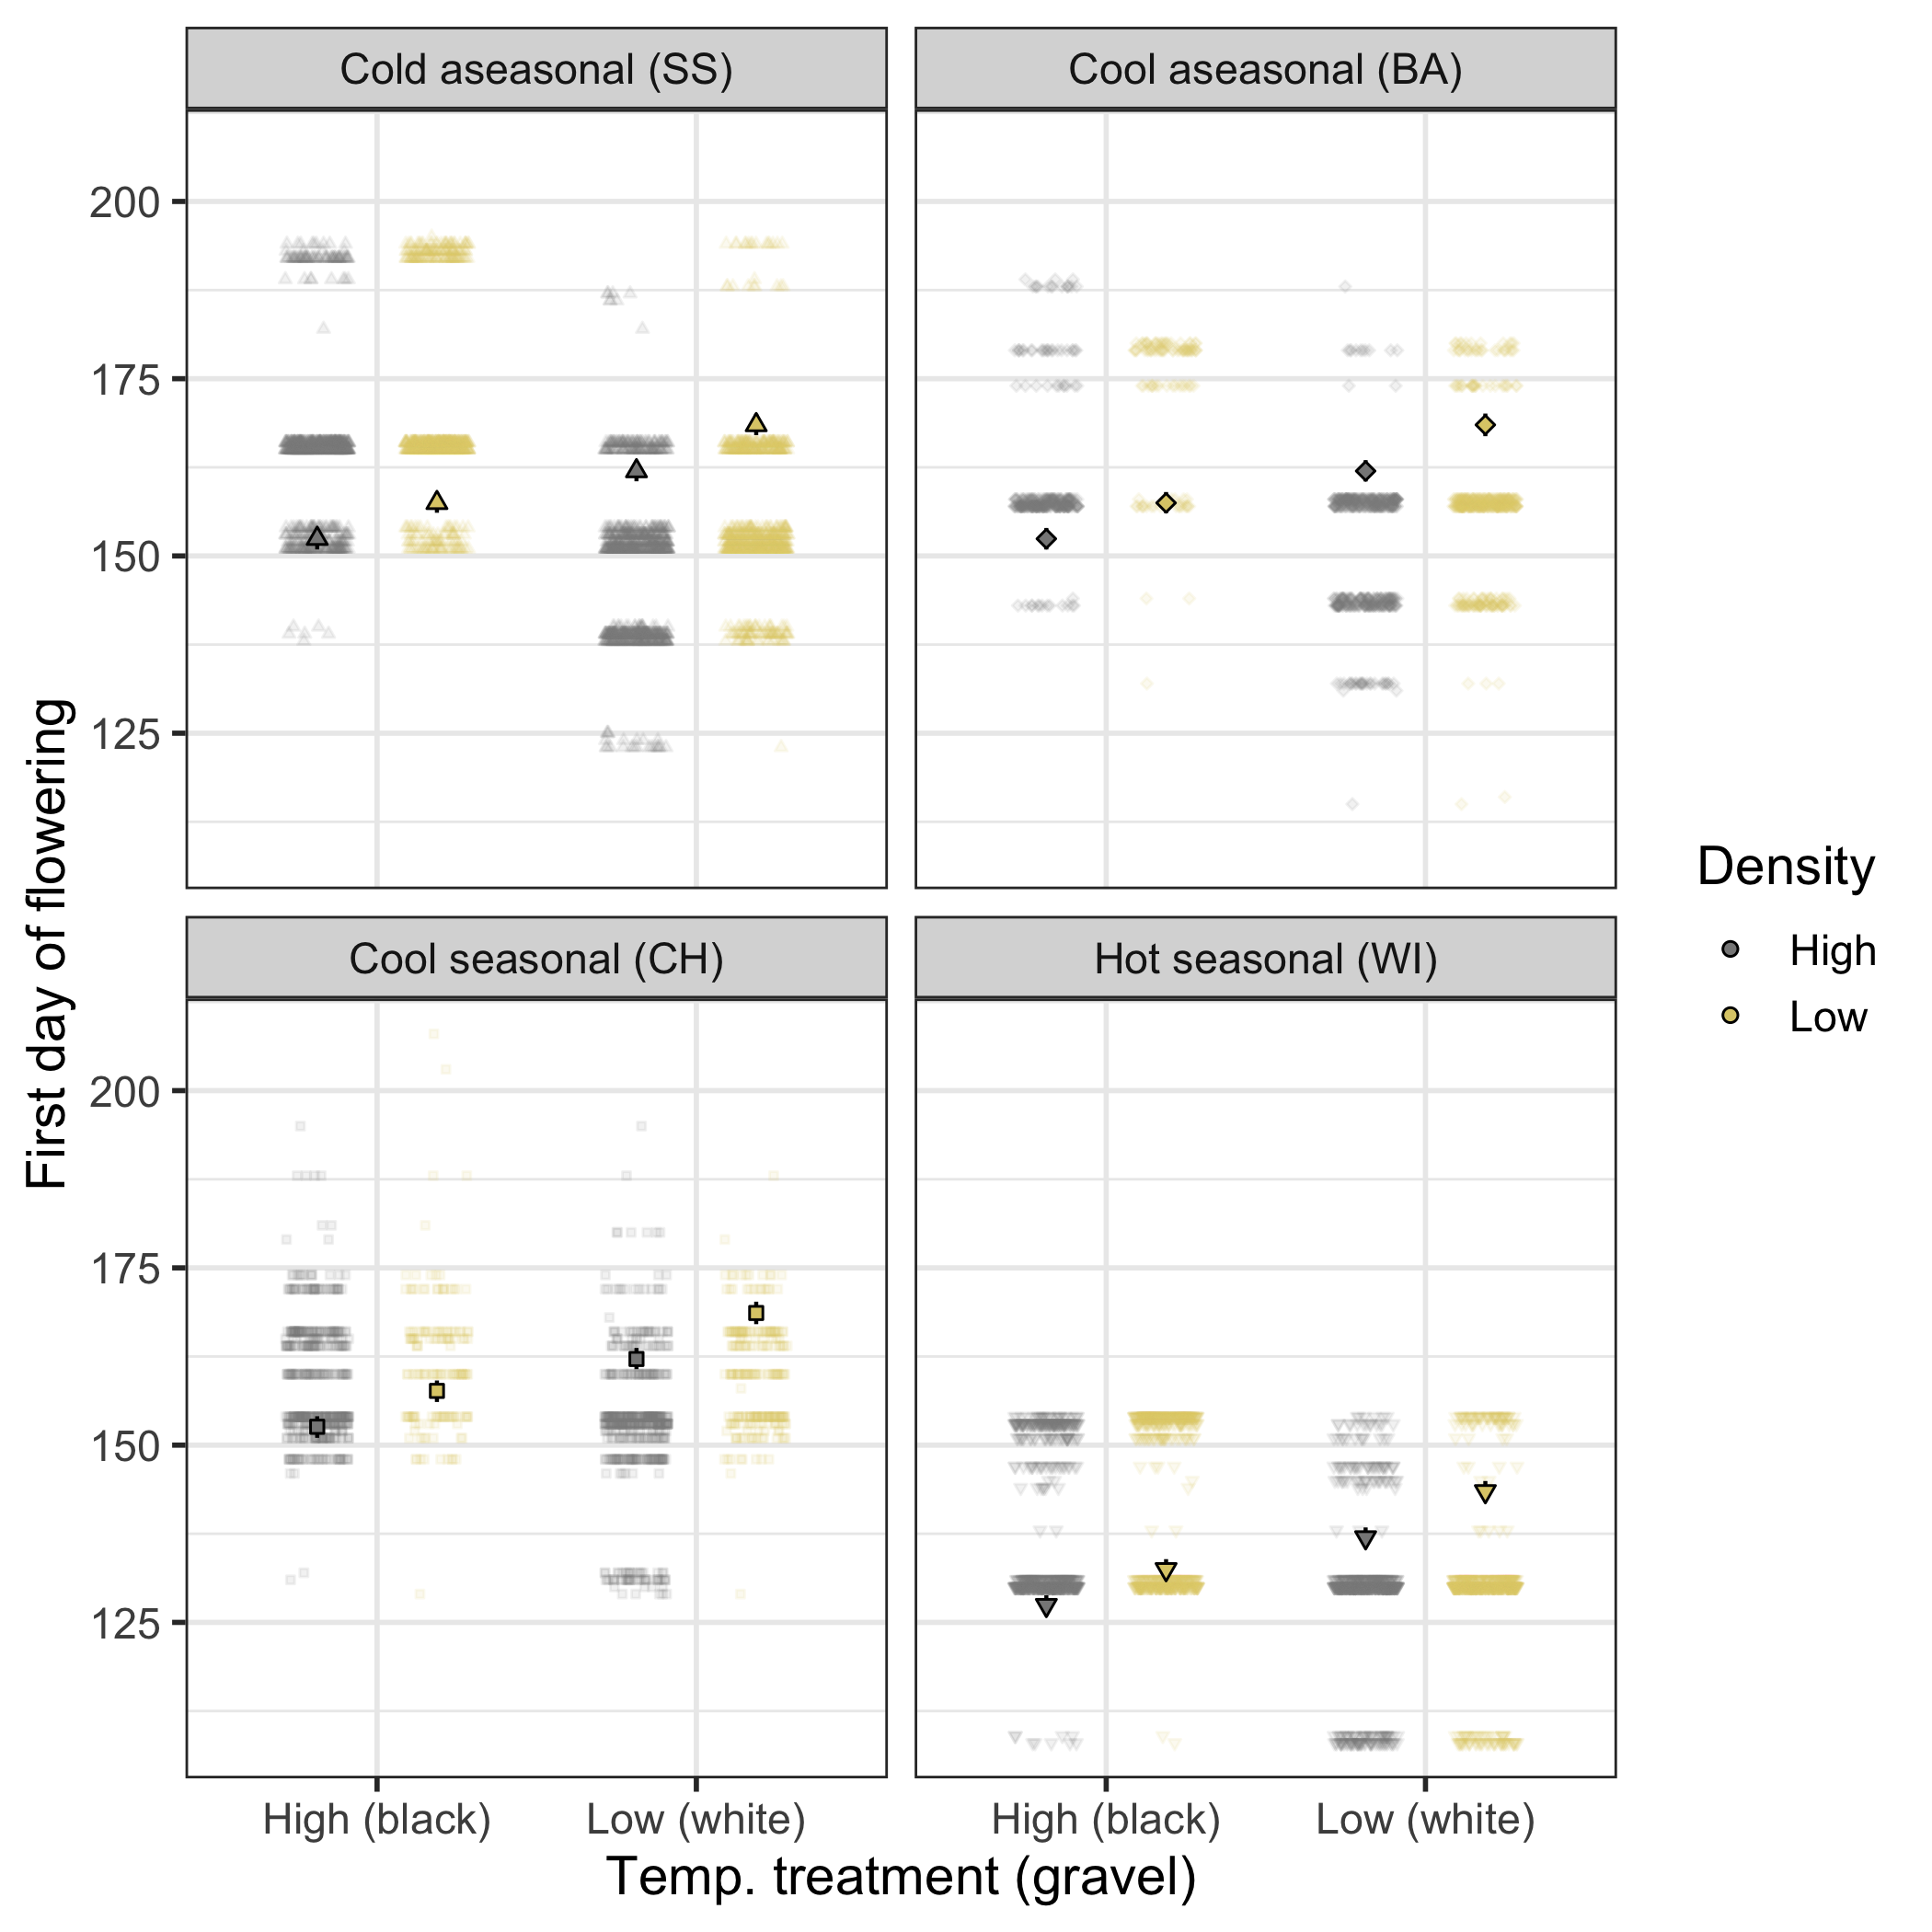 Cold aseasonal (SS)
Cool aseasonal (BA)
200
175
150
125
Cool seasonal (CH)
Hot seasonal (WI)
200
175
150
125
High (black)
Low (white)
High (black)
Low (white)
Temp. treatment (gravel)
First day of flowering
Density
High
Low